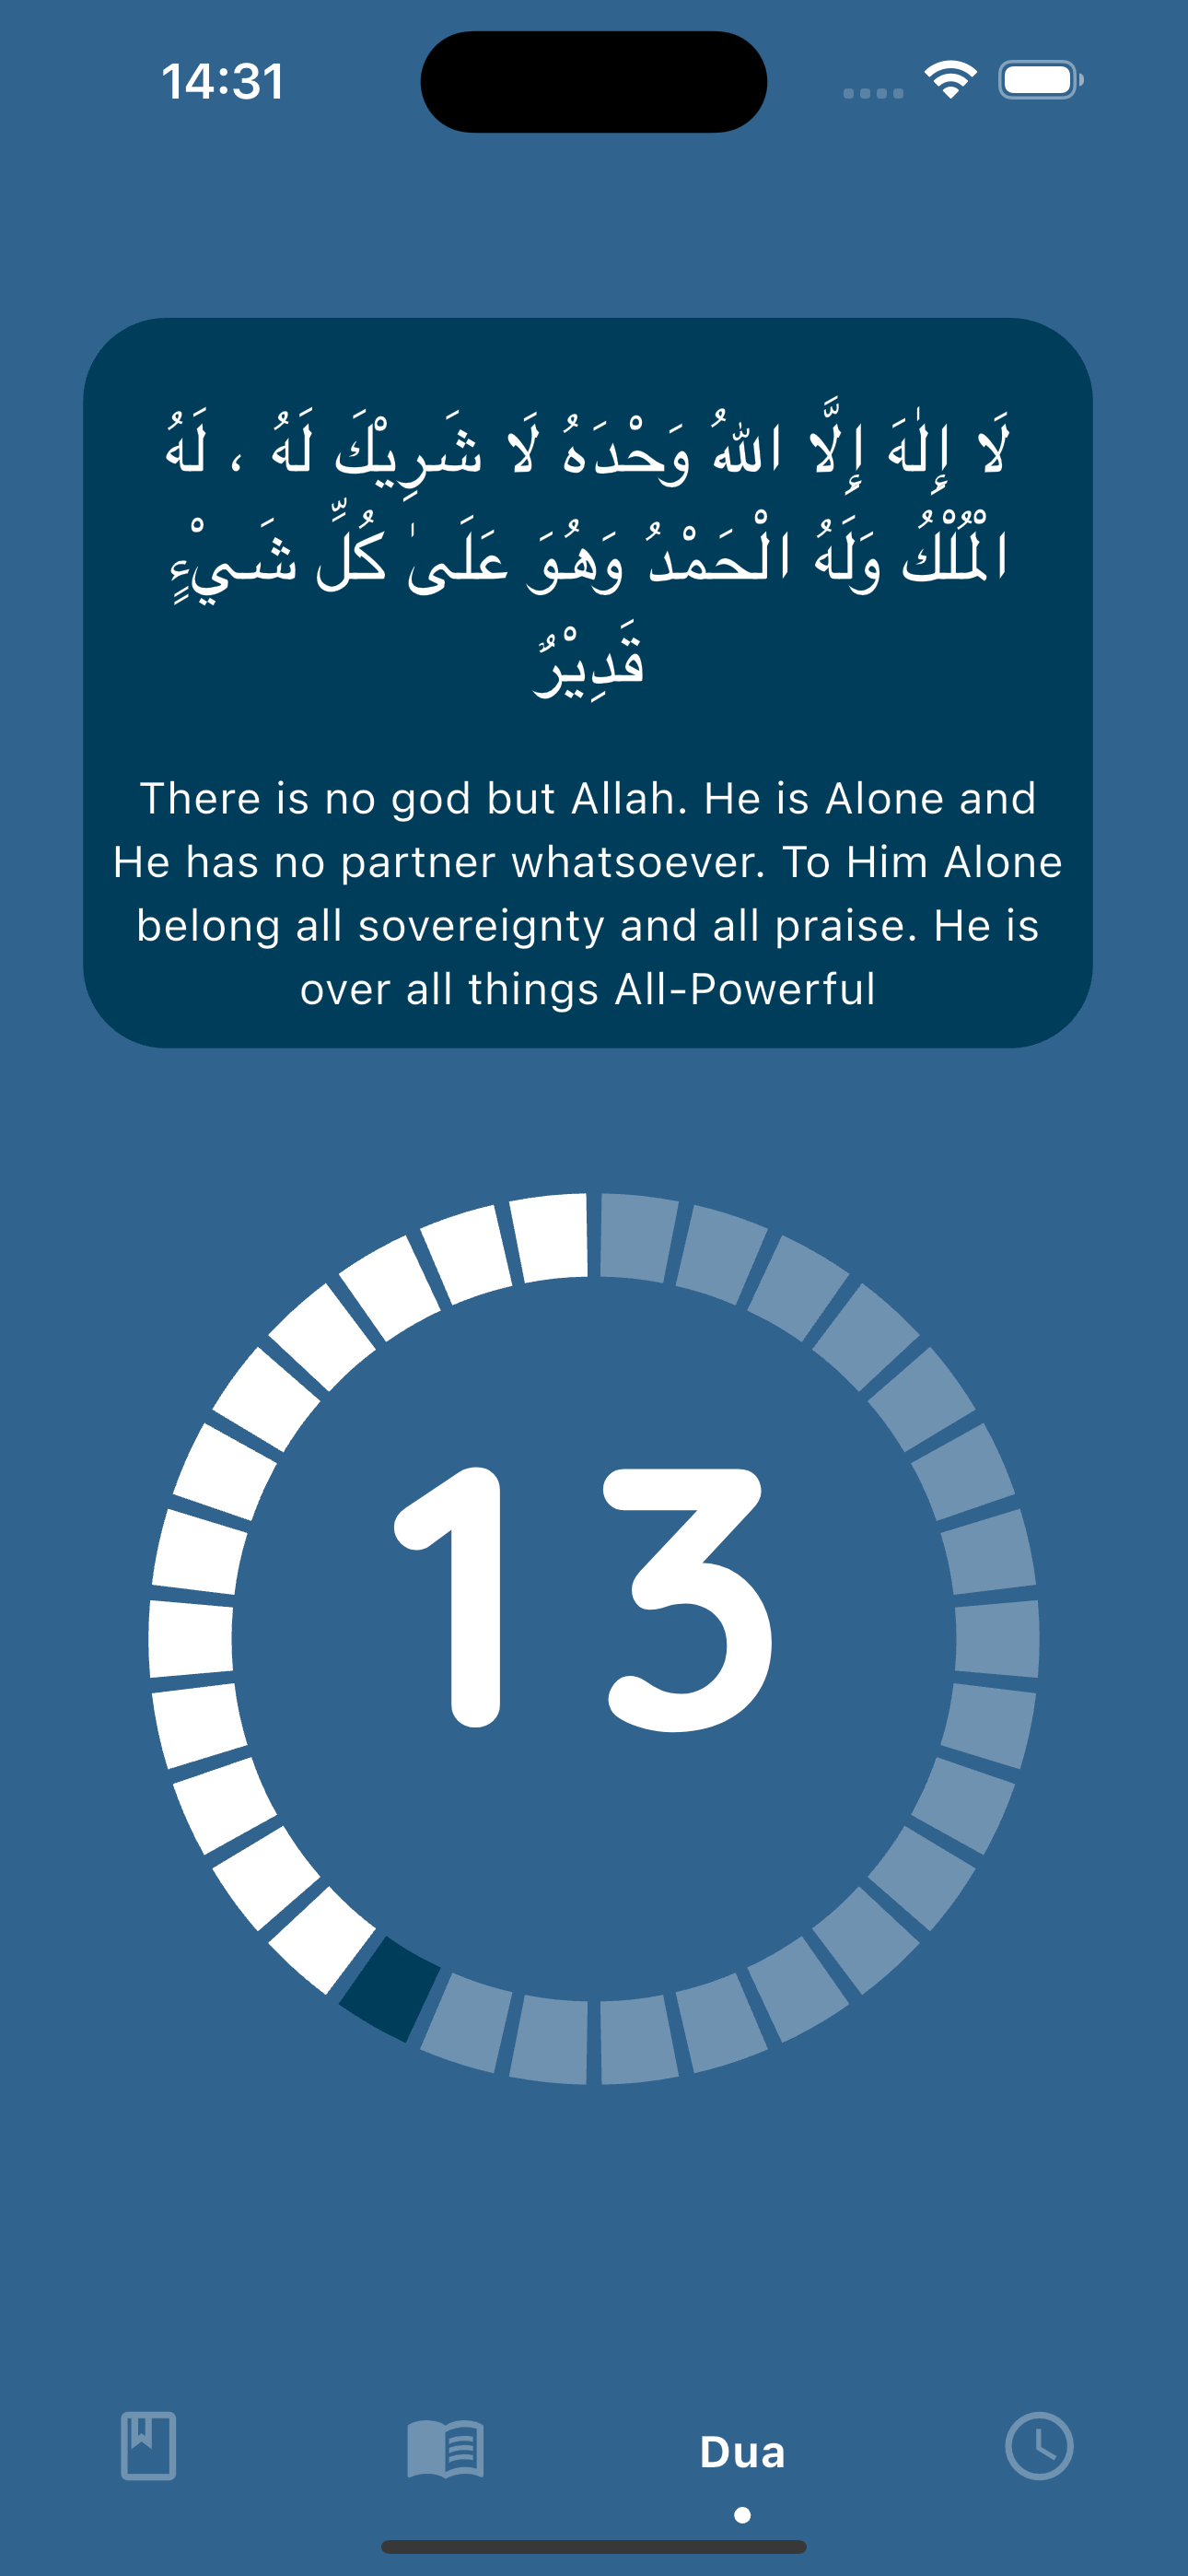 14:31
لَا إِلٰهَ إِلَّا اللهُ وَحْدَهُ لَا شَرِيْكَ لَهُ ، لَهُ
الْمُلْكُ وَلَهُ الْحَمْدُ وَهُوَ عَلَىٰ كُلِّ شَيْءٍ
قَدِيْرٌ
There is no god but Allah. He is Alone and
He has no partner whatsoever. To Him Alone
belong all sovereignty and all praise. He is
over all things All-Powerful
13
Dua